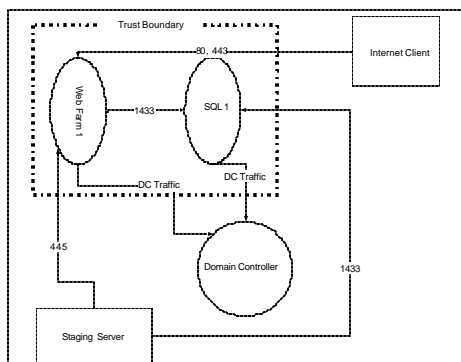 Trust Boundary
80, 443
Internet Client
Web Farm 1
1433
SQL 1
DC Traffic
DC Traffic
445
Domain Controller
1433
Staging Server